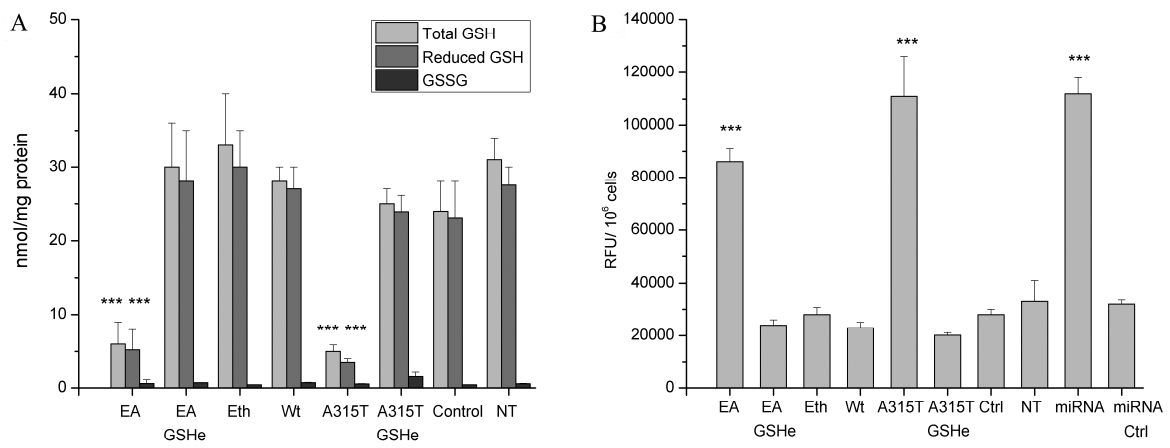 A
50
40
30
20
10
0
nmol/mg protein
Total GSH
Reduced GSH
GSSG
*** ***
*** ***
EA EA Eth Wt A315T A315T Control NT
GSHe GSHe
B
140000
120000
100000
80000
60000
40000
20000
0
RFU/ 10⁶ cells
***
***
***
EA EA Eth Wt A315T A315T Ctrl NT miRNA miRNA
GSHe GSHe Ctrl